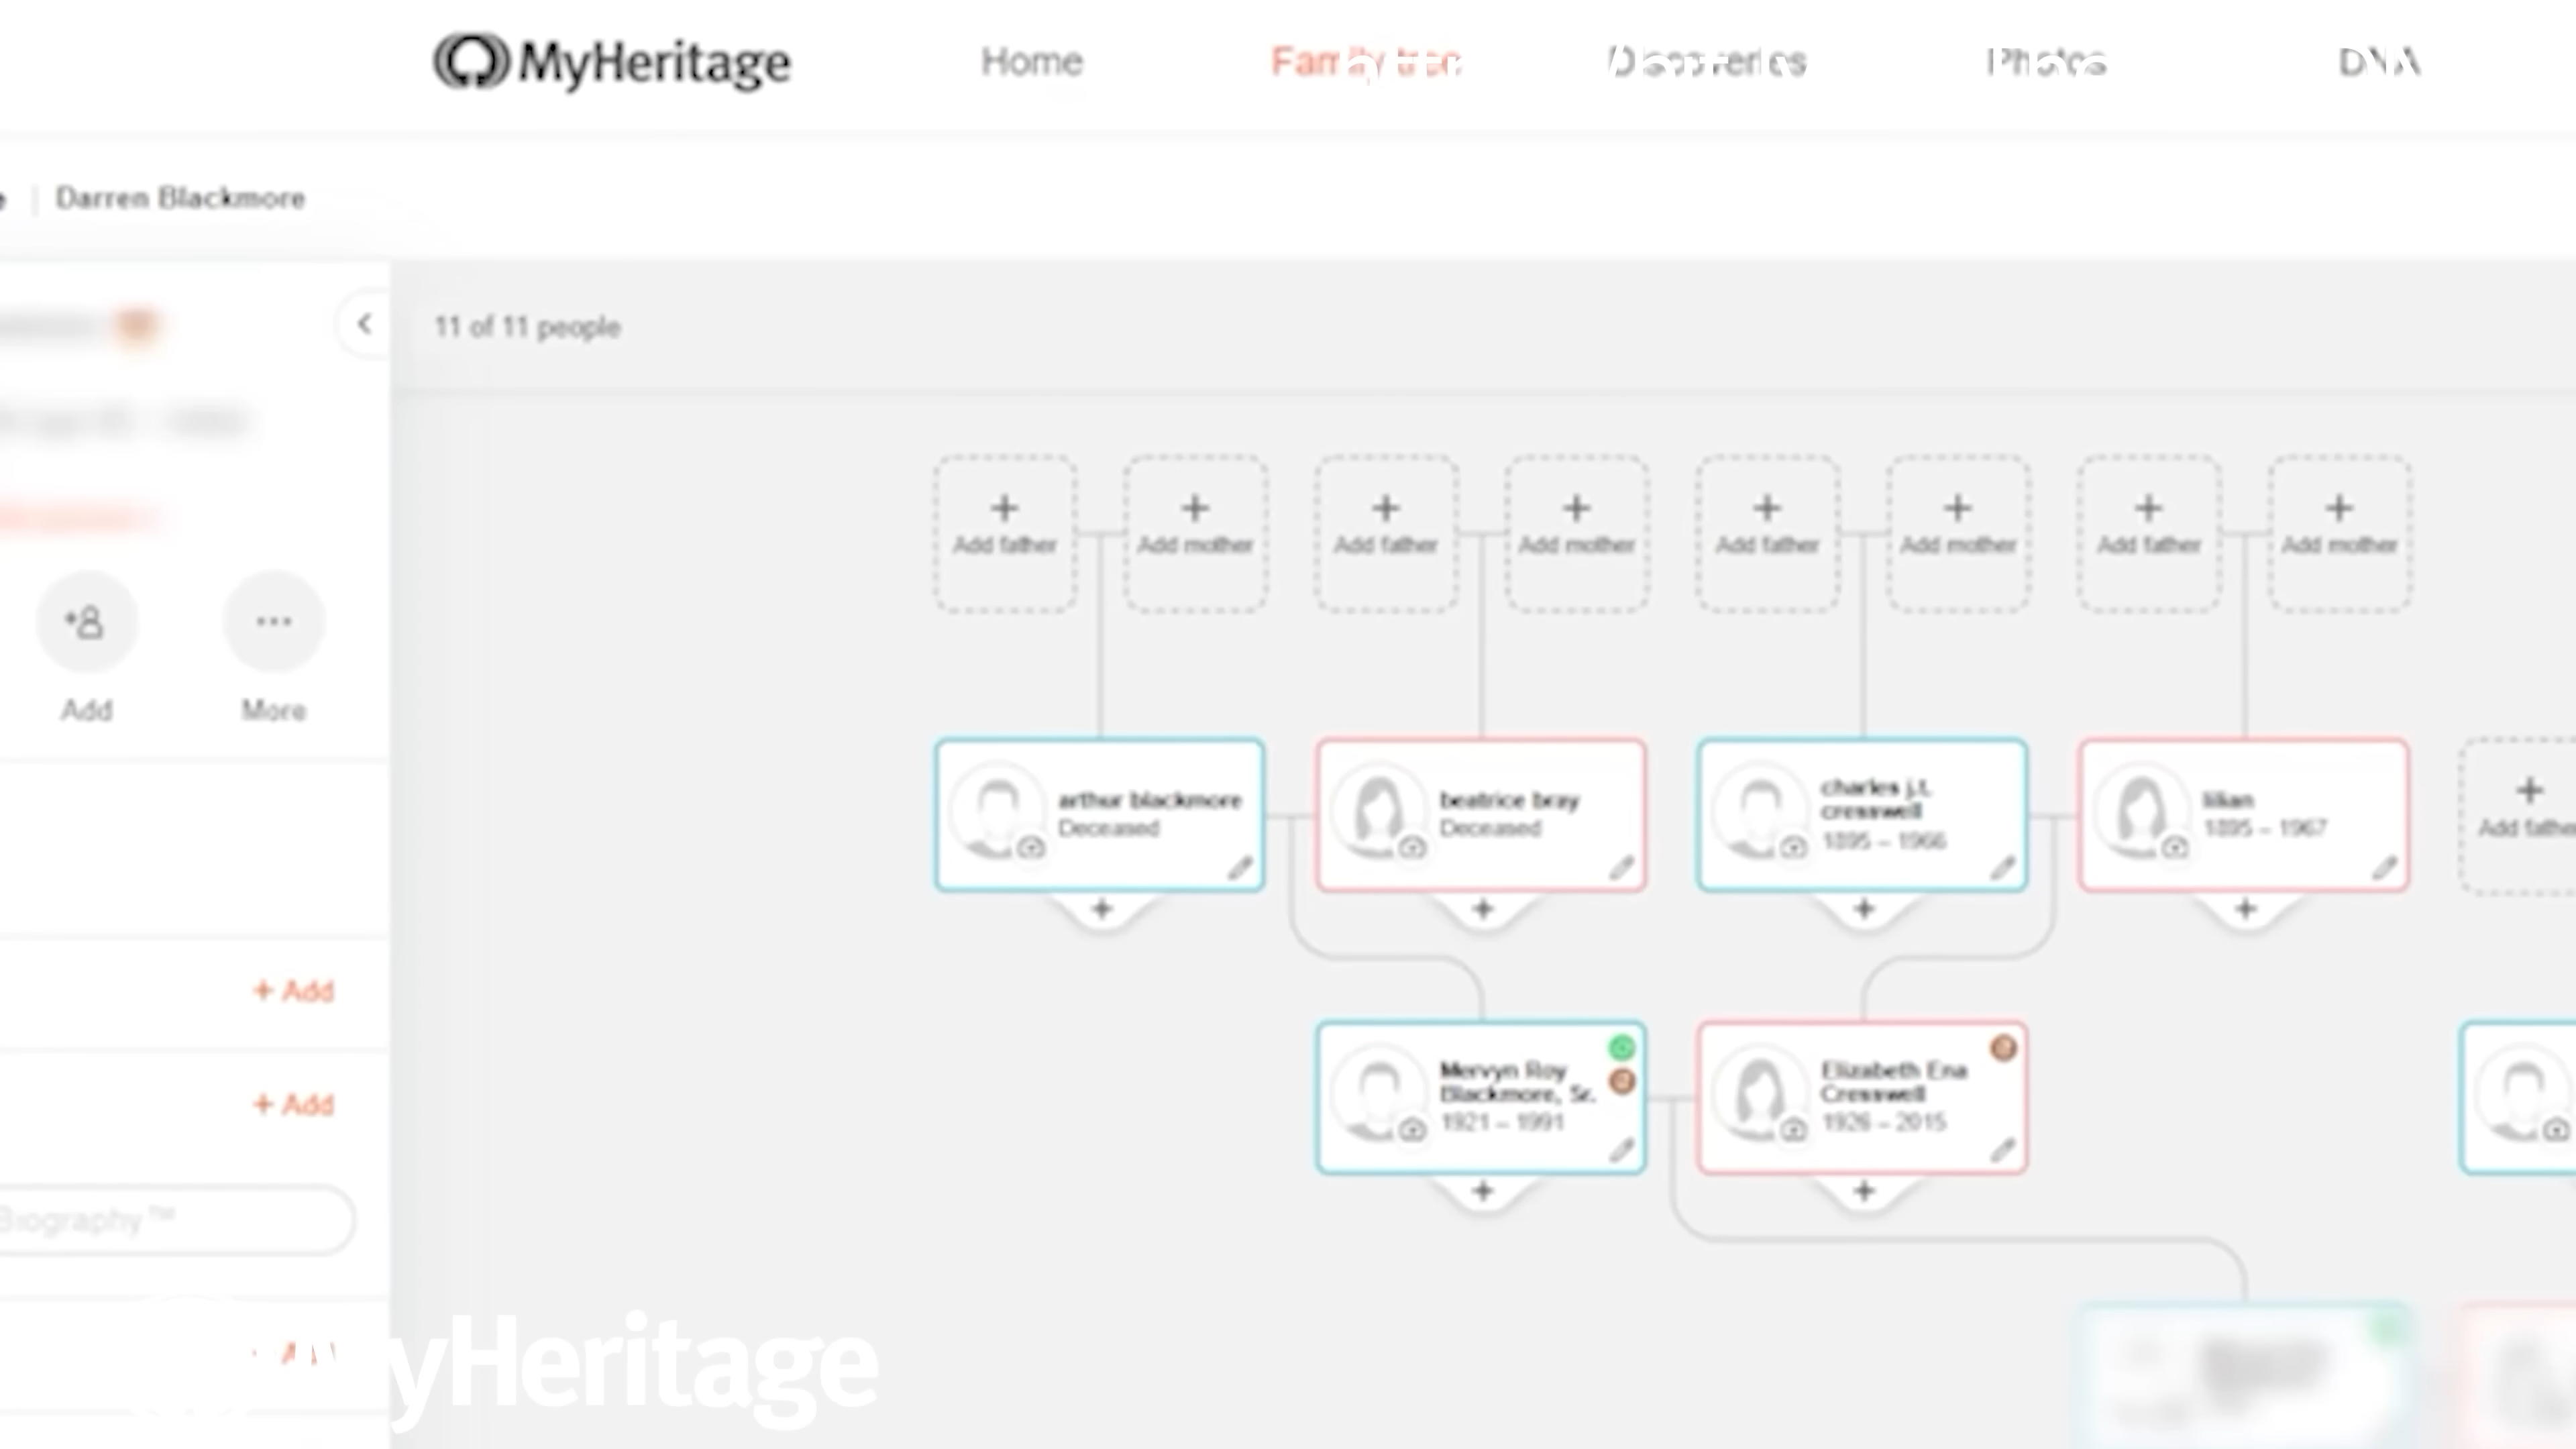 MyHeritage
Home
Family tree
Discoveries
Photos
DNA
Darren Blackmore
11 of 11 people
Add father
Add mother
Add father
Add mother
Add father
Add mother
Add father
Add mother
Add
More
arthur blackmore
Deceased
beatrice bray
Deceased
charles j.t.
cresswell
1895 – 1966
lilian
1895 – 1967
Add father
+ Add
+ Add
Mervyn Roy
Blackmore, Sr.
1921 – 1991
Elizabeth Ena
Cresswell
1926 – 2015
Biography™
MyHeritage